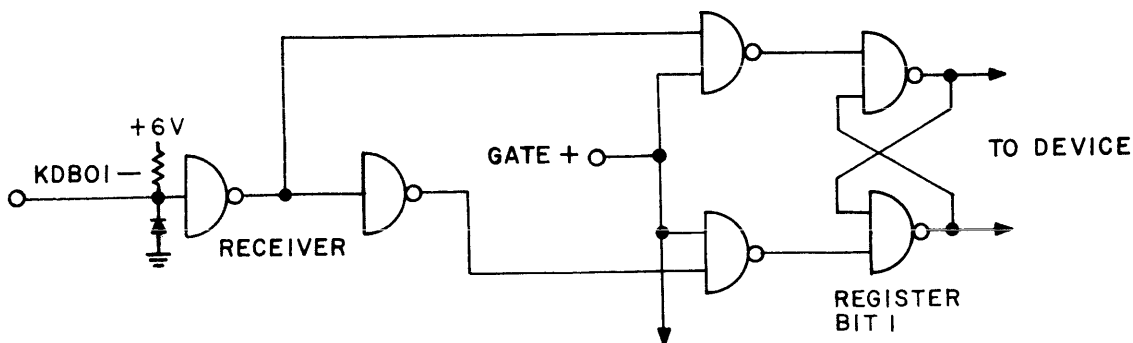 +6V
KDB01-
GATE +
TO DEVICE
RECEIVER
REGISTER
BIT 1